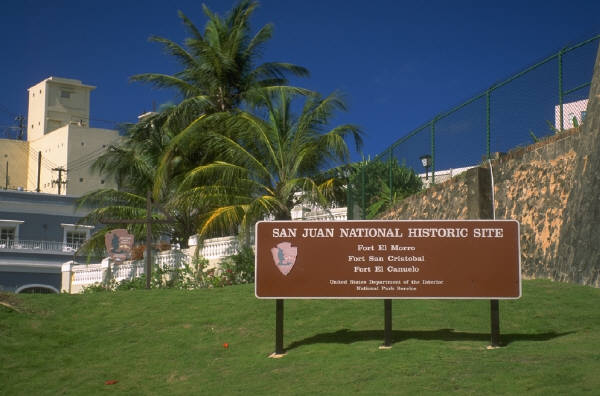 SAN JUAN NATIONAL HISTORIC SITE
Fort El Morro
Fort San Cristobal
Fort El Canuelo
United States Department of the Interior
National Park Service